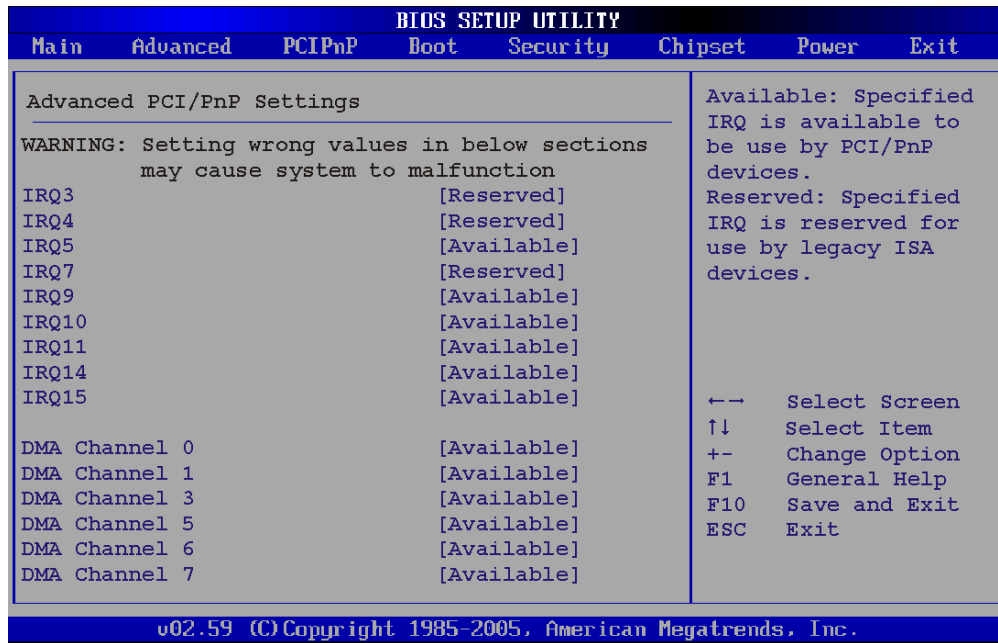 BIOS SETUP UTILITY
Main Advanced PCIPnP Boot Security Chipset Power Exit
Advanced PCI/PnP Settings
WARNING: Setting wrong values in below sections
may cause system to malfunction
IRQ3 [Reserved]
IRQ4 [Reserved]
IRQ5 [Available]
IRQ7 [Reserved]
IRQ9 [Available]
IRQ10 [Available]
IRQ11 [Available]
IRQ14 [Available]
IRQ15 [Available]
DMA Channel 0 [Available]
DMA Channel 1 [Available]
DMA Channel 3 [Available]
DMA Channel 5 [Available]
DMA Channel 6 [Available]
DMA Channel 7 [Available]
Available: Specified
IRQ is available to
be use by PCI/PnP
devices.
Reserved: Specified
IRQ is reserved for
use by legacy ISA
devices.
←→ Select Screen
↑↓ Select Item
+- Change Option
F1 General Help
F10 Save and Exit
ESC Exit
v02.59 (C)Copyright 1985-2005, American Megatrends, Inc.